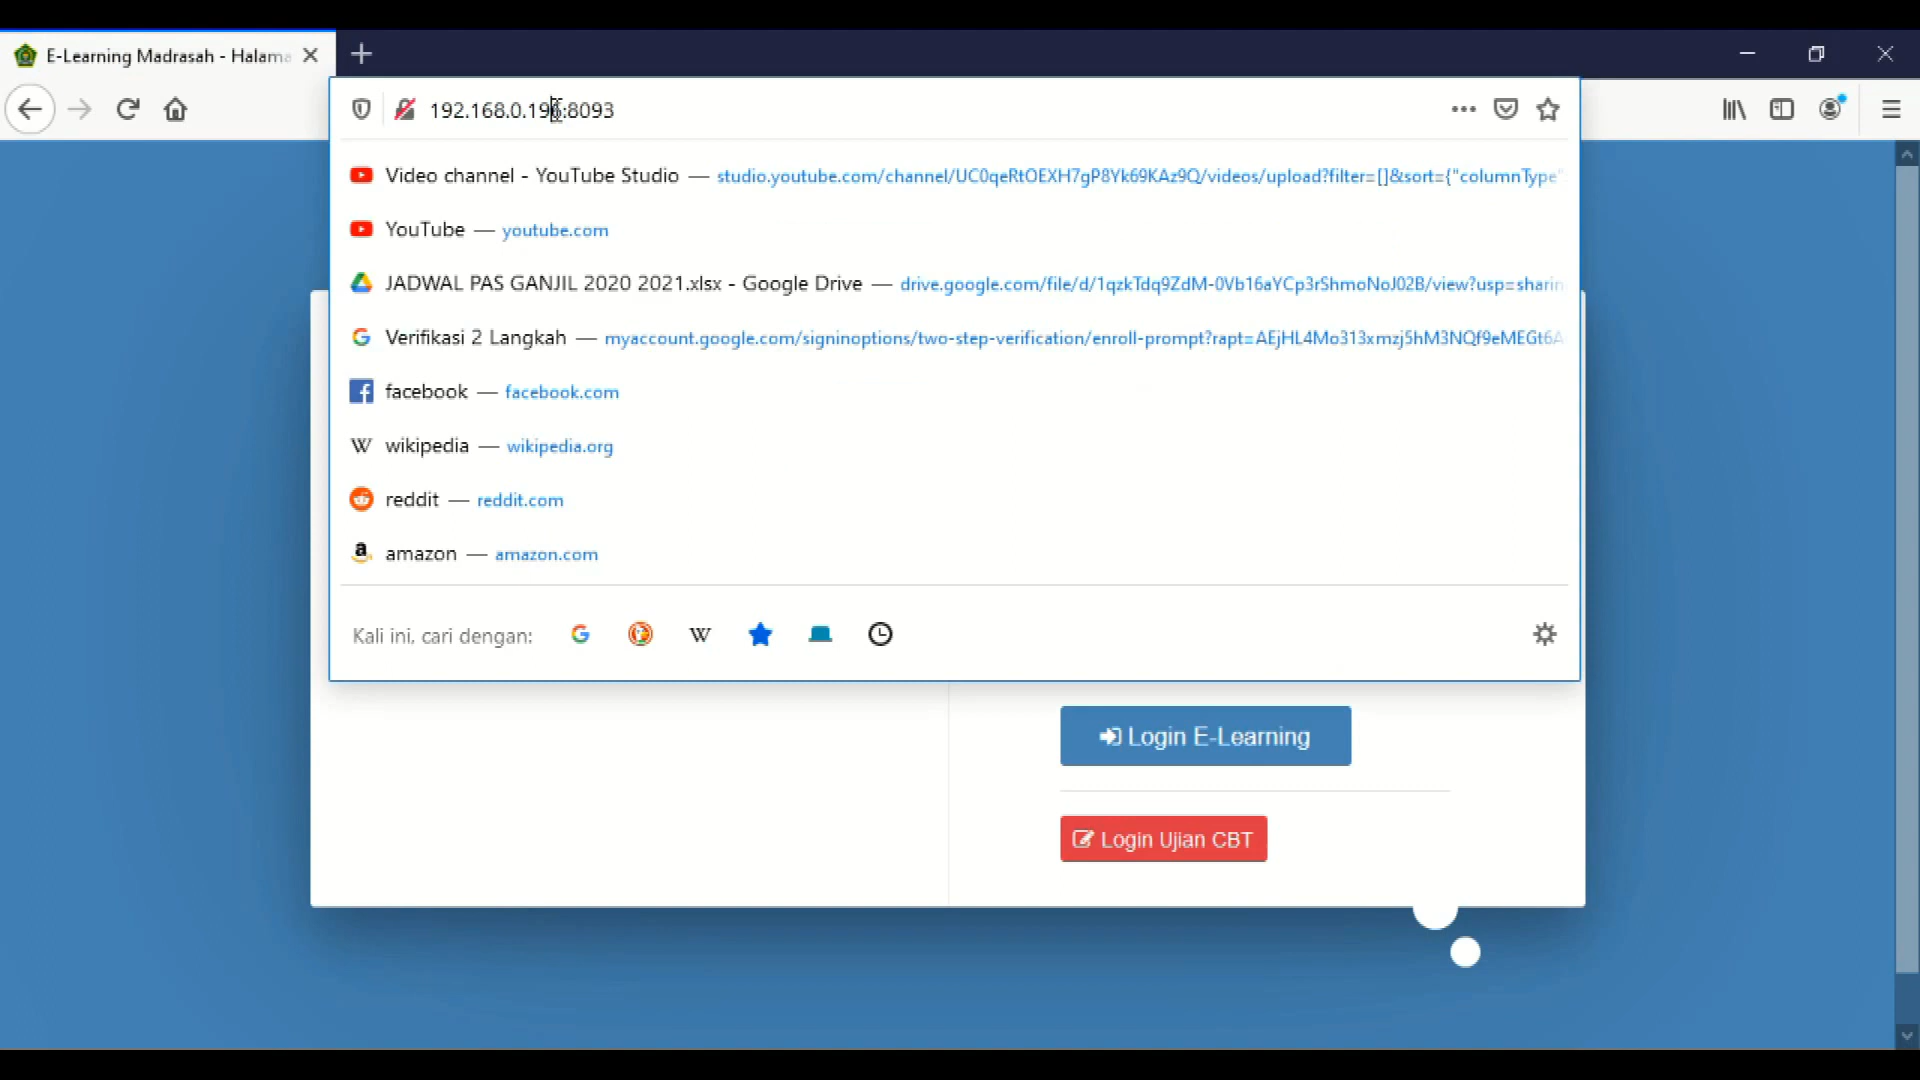 E-Learning Madrasah - Halama
192.168.0.196:8093
Video channel - YouTube Studio — studio.youtube.com/channel/UC0qeRtOEXH7gP8Yk69KAz9Q/videos/upload?filter=[]&sort={"columnType"
YouTube — youtube.com
JADWAL PAS GANJIL 2020 2021.xlsx - Google Drive — drive.google.com/file/d/1qzkTdq9ZdM-0Vb16aYCp3rShmoNoJ02B/view?usp=sharin
Verifikasi 2 Langkah — myaccount.google.com/signinoptions/two-step-verification/enroll-prompt?rapt=AEjHL4Mo313xmzj5hM3NQf9eMEGt6A
facebook — facebook.com
wikipedia — wikipedia.org
reddit — reddit.com
amazon — amazon.com
Kali ini, cari dengan:
Login E-Learning
Login Ujian CBT